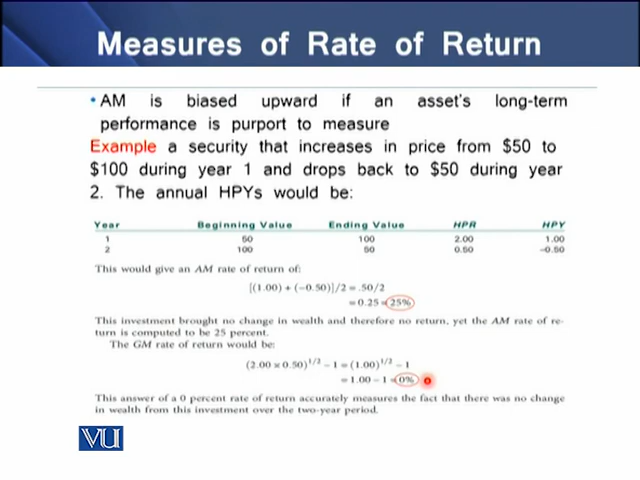 Measures of Rate of Return
• AM is biased upward if an asset's long-term
performance is purport to measure
Example a security that increases in price from $50 to
$100 during year 1 and drops back to $50 during year
2. The annual HPYs would be:
Year Beginning Value Ending Value HPR HPY
1 50 100 2.00 1.00
2 100 50 0.50 −0.50
This would give an AM rate of return of:
[(1.00) + (−0.50)]/2 = .50/2
= 0.25 = 25%
This investment brought no change in wealth and therefore no return, yet the AM rate of re-
turn is computed to be 25 percent.
The GM rate of return would be:
(2.00 × 0.50)^1/2 − 1 = (1.00)^1/2 − 1
= 1.00 − 1 = 0%
This answer of a 0 percent rate of return accurately measures the fact that there was no change
in wealth from this investment over the two-year period.
VU